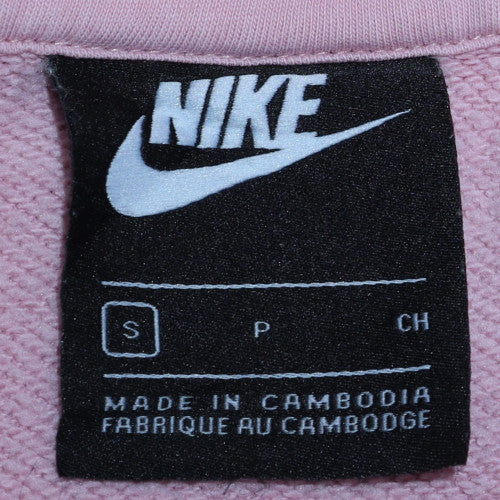 NIKE
S P CH
MADE IN CAMBODIA
FABRIQUE AU CAMBODGE